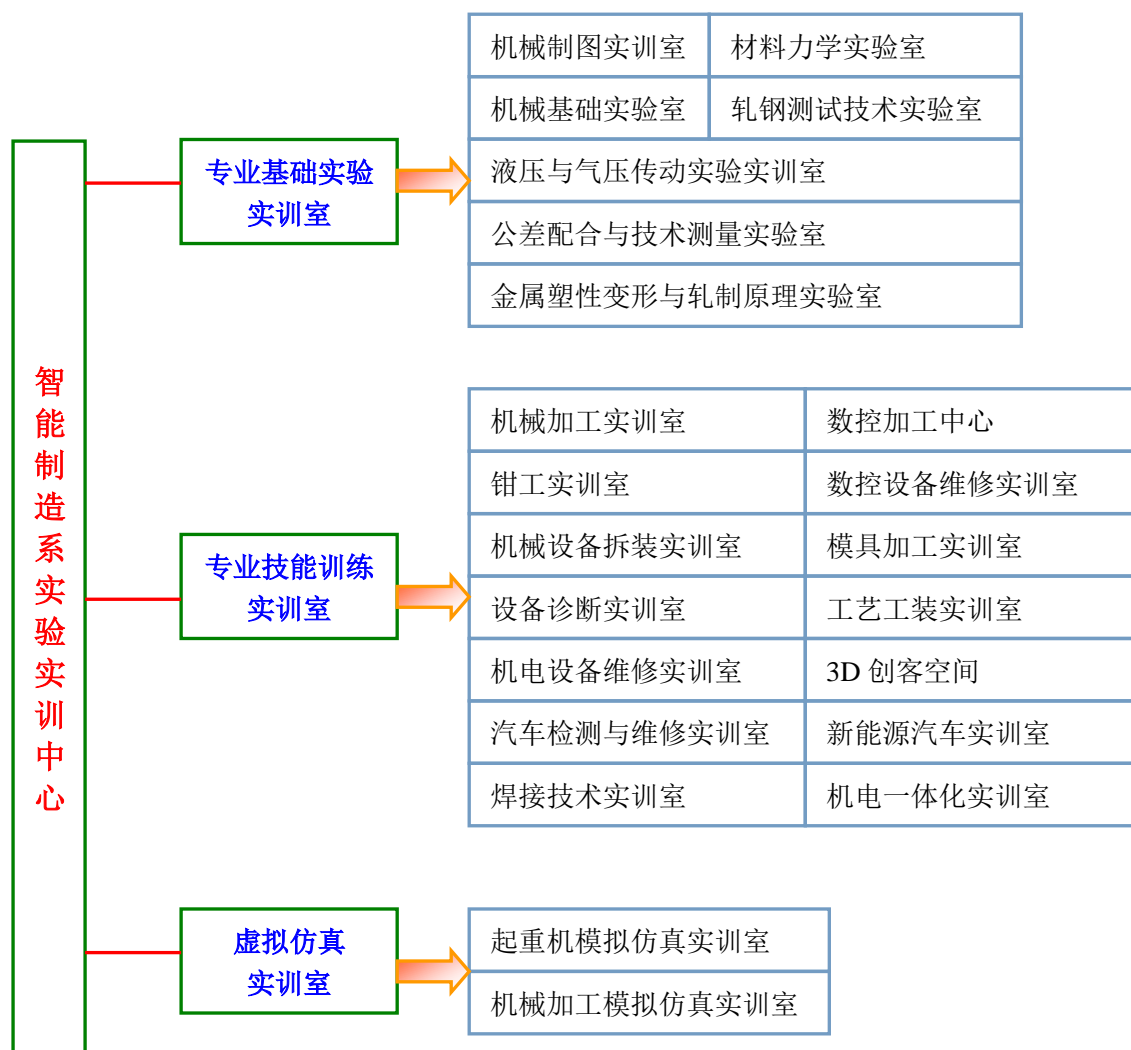 智能制造系实验实训中心
专业基础实验
实训室
机械制图实训室 材料力学实验室
机械基础实验室 轧钢测试技术实验室
液压与气压传动实验实训室
公差配合与技术测量实验室
金属塑性变形与轧制原理实验室
专业技能训练
实训室
机械加工实训室 数控加工中心
钳工实训室 数控设备维修实训室
机械设备拆装实训室 模具加工实训室
设备诊断实训室 工艺工装实训室
机电设备维修实训室 3D 创客空间
汽车检测与维修实训室 新能源汽车实训室
焊接技术实训室 机电一体化实训室
虚拟仿真
实训室
起重机模拟仿真实训室
机械加工模拟仿真实训室